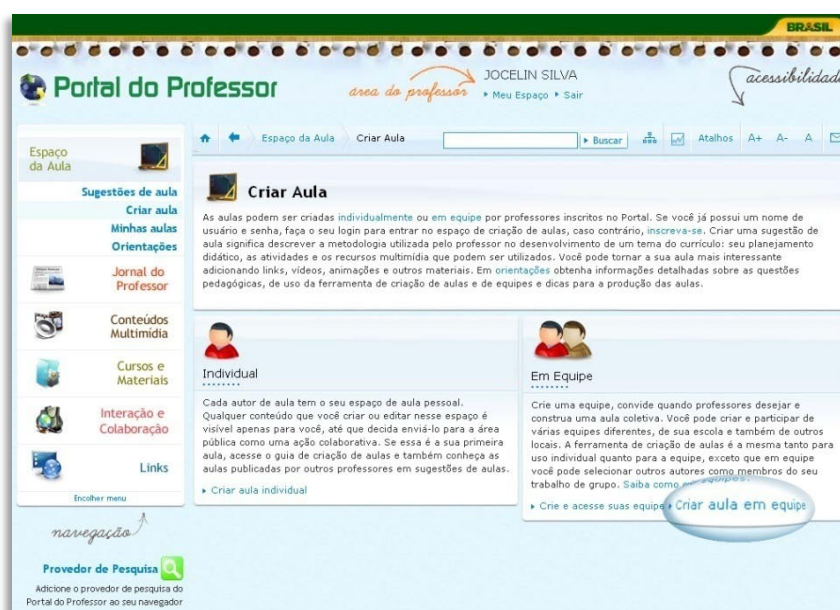 BRASIL
Portal do Professor
área do professor
JOCELIN SILVA
Meu Espaço Sair
acessibilidade
Espaço da Aula Criar Aula
Buscar
Atalhos A+ A- A
Espaço
da Aula
Sugestões de aula
Criar aula
Minhas aulas
Orientações
Jornal do
Professor
Conteúdos
Multimídia
Cursos e
Materiais
Interação e
Colaboração
Links
Encolher menu
navegação
Provedor de Pesquisa
Adicione o provedor de pesquisa do
Portal do Professor ao seu navegador
Criar Aula
As aulas podem ser criadas individualmente ou em equipe por professores inscritos no Portal. Se você já possui um nome de
usuário e senha, faça o seu login para entrar no espaço de criação de aulas, caso contrário, inscreva-se. Criar uma sugestão de
aula significa descrever a metodologia utilizada pelo professor no desenvolvimento de um tema do currículo: seu planejamento
didático, as atividades e os recursos multimídia que podem ser utilizados. Você pode tornar a sua aula mais interessante
adicionando links, vídeos, animações e outros materiais. Em orientações obtenha informações detalhadas sobre as questões
pedagógicas, de uso da ferramenta de criação de aulas e de equipes e dicas para a produção das aulas.
Individual
Cada autor de aula tem o seu espaço de aula pessoal.
Qualquer conteúdo que você criar ou editar nesse espaço é
visível apenas para você, até que decida enviá-lo para a área
pública como uma ação colaborativa. Se essa é a sua primeira
aula, acesse o guia de criação de aulas e também conheça as
aulas publicadas por outros professores em sugestões de aulas.
Criar aula individual
Em Equipe
Crie uma equipe, convide quando professores desejar e
construa uma aula coletiva. Você pode criar e participar de
várias equipes diferentes, de sua escola e também de outros
locais. A ferramenta de criação de aulas é a mesma tanto para
uso individual quanto para a equipe, exceto que em equipe
você pode selecionar outros autores como membros do seu
trabalho de grupo. Saiba como equipes.
Crie e acesse suas equipe Criar aula em equipe